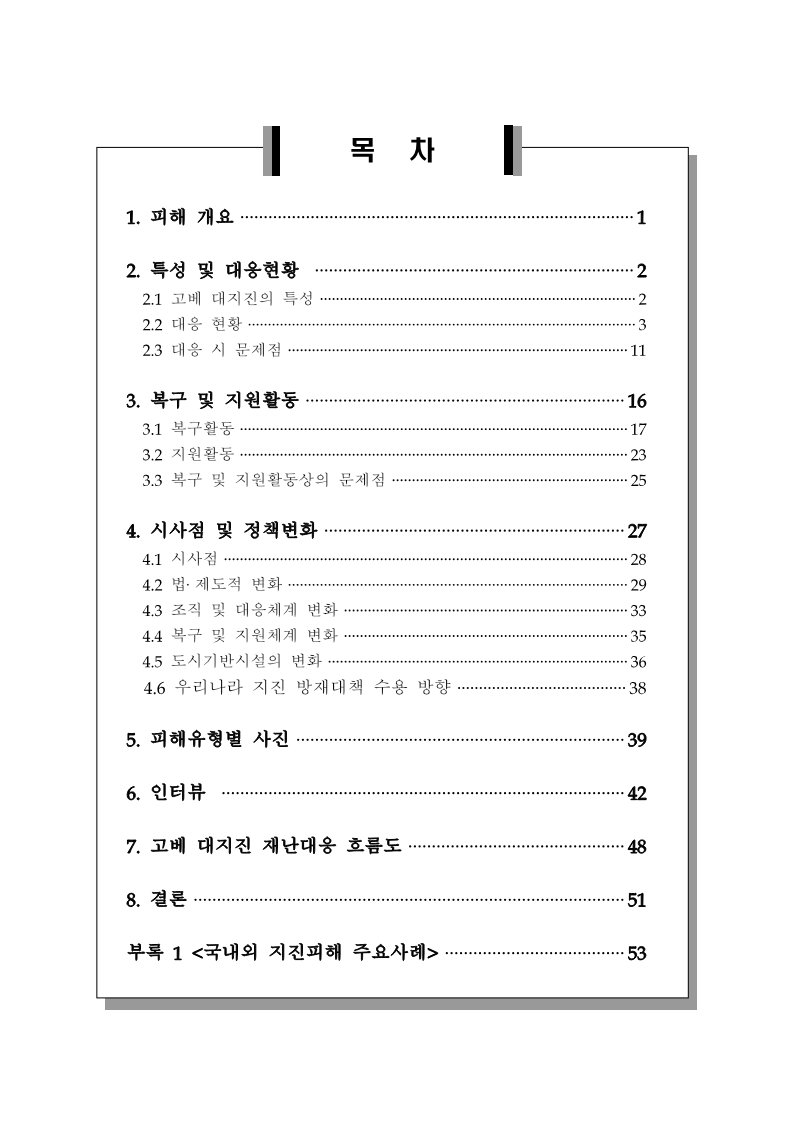 목 차
1. 피해 개요 ································ 1
2. 특성 및 대응현황 ································ 2
2.1 고베 대지진의 특성 ································ 2
2.2 대응 현황 ································ 3
2.3 대응 시 문제점 ································ 11
3. 복구 및 지원활동 ································ 16
3.1 복구활동 ································ 17
3.2 지원활동 ································ 23
3.3 복구 및 지원활동상의 문제점 ································ 25
4. 시사점 및 정책변화 ································ 27
4.1 시사점 ································ 28
4.2 법· 제도적 변화 ································ 29
4.3 조직 및 대응체계 변화 ································ 33
4.4 복구 및 지원체계 변화 ································ 35
4.5 도시기반시설의 변화 ································ 36
4.6 우리나라 지진 방재대책 수용 방향 ································ 38
5. 피해유형별 사진 ································ 39
6. 인터뷰 ································ 42
7. 고베 대지진 재난대응 흐름도 ································ 48
8. 결론 ································ 51
부록 1 <국내외 지진피해 주요사례> ································ 53